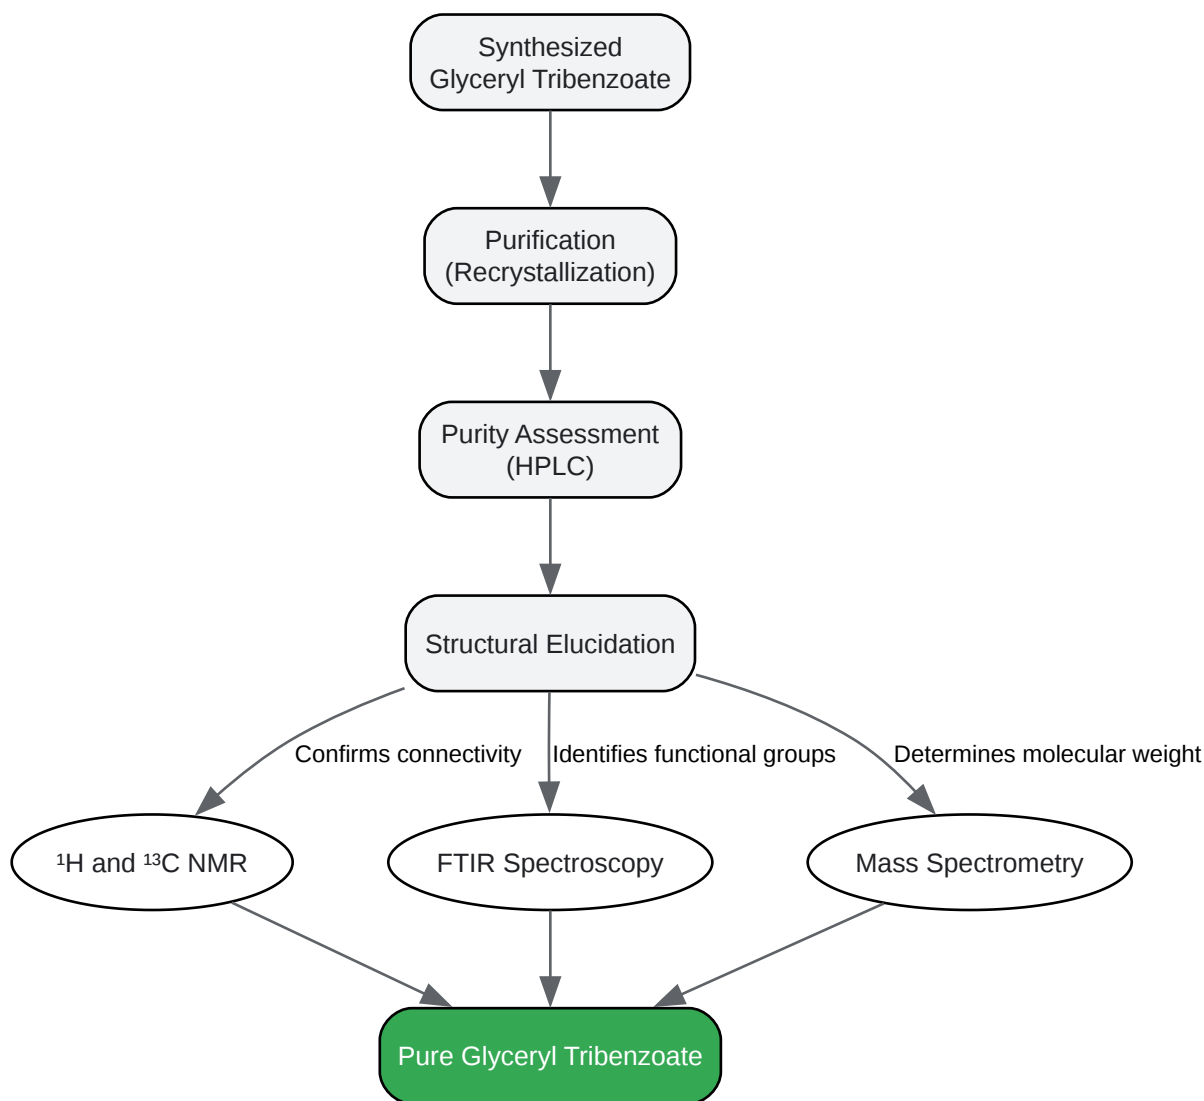 Synthesized
Glyceryl Tribenzoate
Purification
(Recrystallization)
Purity Assessment
(HPLC)
Structural Elucidation
Confirms connectivity
Identifies functional groups
Determines molecular weight
¹H and ¹³C NMR
FTIR Spectroscopy
Mass Spectrometry
Pure Glyceryl Tribenzoate